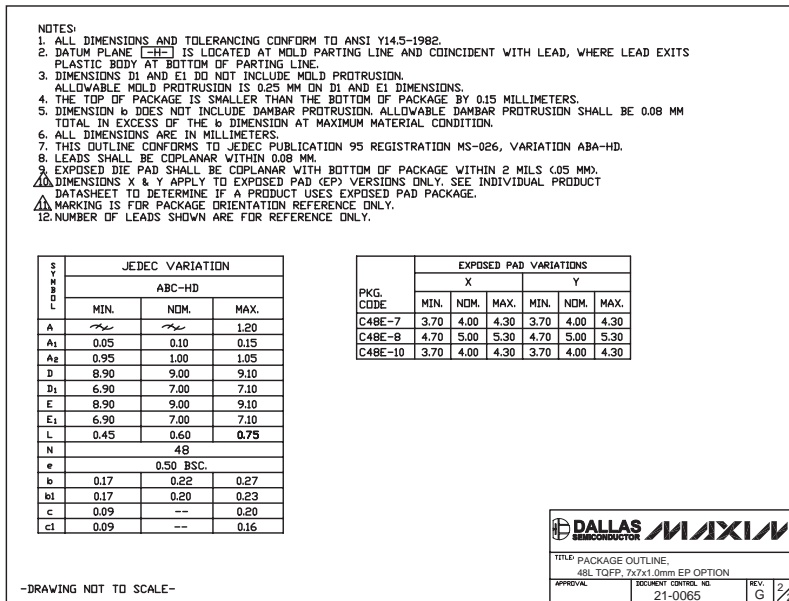 NOTES:
1. ALL DIMENSIONS AND TOLERANCING CONFORM TO ANSI Y14.5-1982.
2. DATUM PLANE -H- IS LOCATED AT MOLD PARTING LINE AND COINCIDENT WITH LEAD, WHERE LEAD EXITS
PLASTIC BODY AT BOTTOM OF PARTING LINE.
3. DIMENSIONS D1 AND E1 DO NOT INCLUDE MOLD PROTRUSION.
ALLOWABLE MOLD PROTRUSION IS 0.25 MM ON D1 AND E1 DIMENSIONS.
4. THE TOP OF PACKAGE IS SMALLER THAN THE BOTTOM OF PACKAGE BY 0.15 MILLIMETERS.
5. DIMENSION b DOES NOT INCLUDE DAMBAR PROTRUSION. ALLOWABLE DAMBAR PROTRUSION SHALL BE 0.08 MM
TOTAL IN EXCESS OF THE b DIMENSION AT MAXIMUM MATERIAL CONDITION.
6. ALL DIMENSIONS ARE IN MILLIMETERS.
7. THIS OUTLINE CONFORMS TO JEDEC PUBLICATION 95 REGISTRATION MS-026, VARIATION ABA-HD.
8. LEADS SHALL BE COPLANAR WITHIN 0.08 MM.
9. EXPOSED DIE PAD SHALL BE COPLANAR WITH BOTTOM OF PACKAGE WITHIN 2 MILS (.05 MM).
10. DIMENSIONS X & Y APPLY TO EXPOSED PAD (EP) VERSIONS ONLY. SEE INDIVIDUAL PRODUCT
DATASHEET TO DETERMINE IF A PRODUCT USES EXPOSED PAD PACKAGE.
11. MARKING IS FOR PACKAGE ORIENTATION REFERENCE ONLY.
12. NUMBER OF LEADS SHOWN ARE FOR REFERENCE ONLY.
SYMBOL JEDEC VARIATION
ABC-HD
MIN. NOM. MAX.
A 1.20
A1 0.05 0.10 0.15
A2 0.95 1.00 1.05
D 8.90 9.00 9.10
D1 6.90 7.00 7.10
E 8.90 9.00 9.10
E1 6.90 7.00 7.10
L 0.45 0.60 0.75
N 48
e 0.50 BSC.
b 0.17 0.22 0.27
b1 0.17 0.20 0.23
c 0.09 -- 0.20
c1 0.09 -- 0.16
EXPOSED PAD VARIATIONS
PKG. CODE X Y
MIN. NOM. MAX. MIN. NOM. MAX.
C48E-7 3.70 4.00 4.30 3.70 4.00 4.30
C48E-8 4.70 5.00 5.30 4.70 5.00 5.30
C48E-10 3.70 4.00 4.30 3.70 4.00 4.30
-DRAWING NOT TO SCALE-
DALLAS SEMICONDUCTOR MAXIM
TITLE: PACKAGE OUTLINE,
48L TQFP, 7x7x1.0mm EP OPTION
APPROVAL DOCUMENT CONTROL NO. REV.
21-0065 G 2/